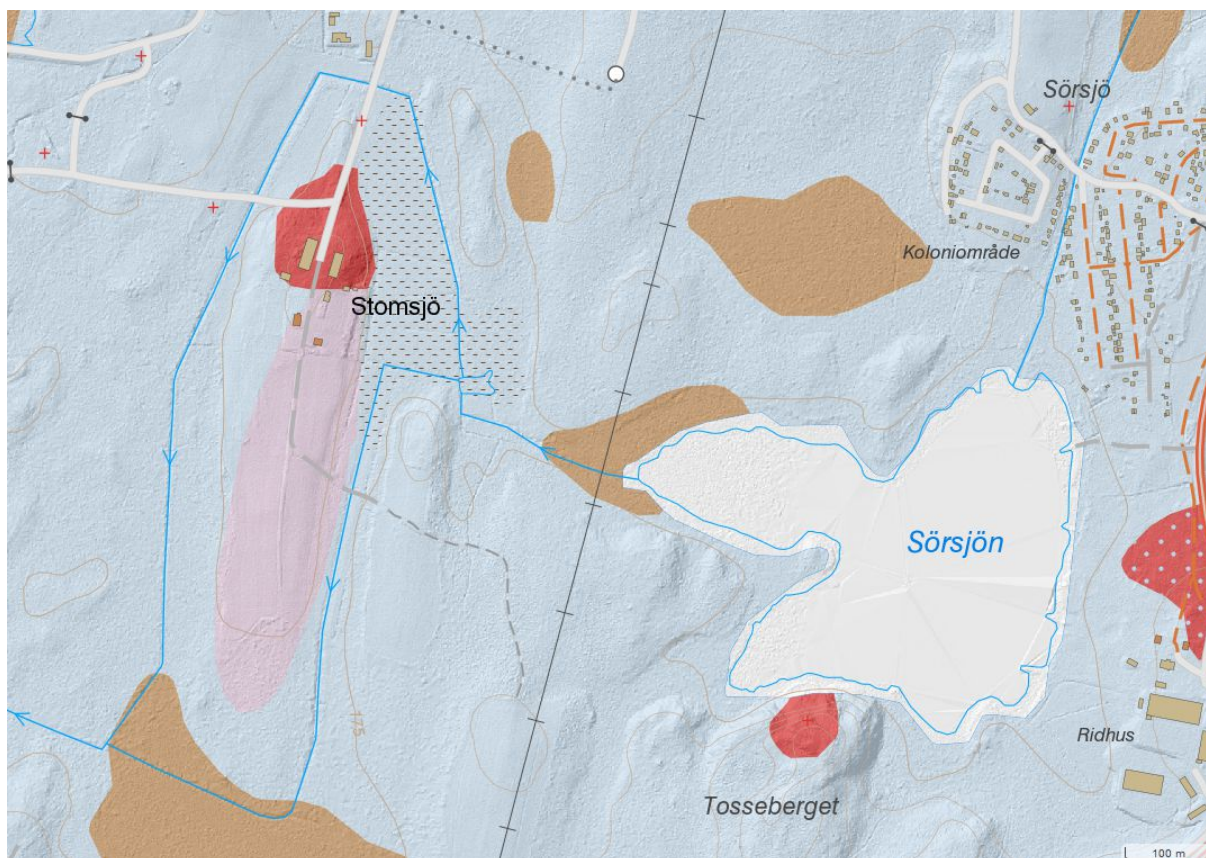 Sörsjö
Koloniområde
Stomsjö
Sörsjön
175
Ridhus
Tosseberget
100 m